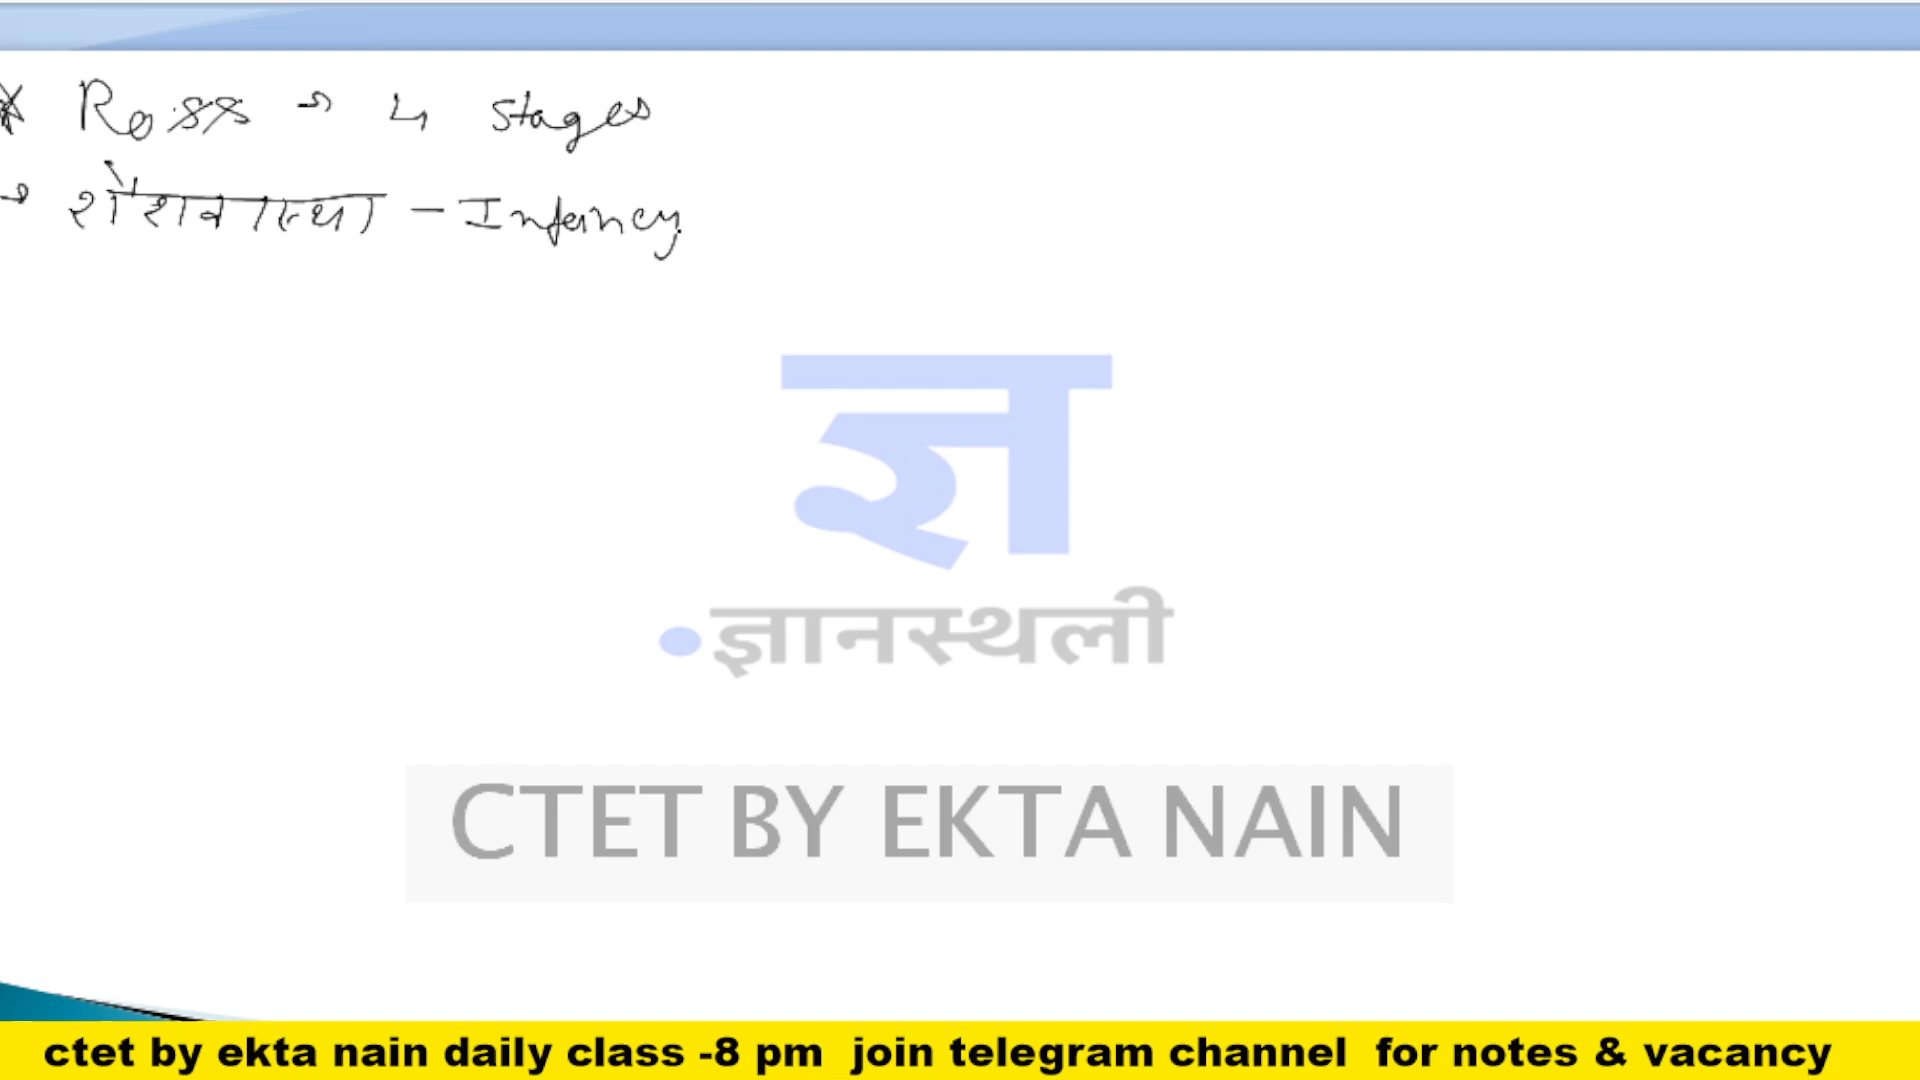 * Ross → 4 stages
→ शैशवावस्था - Infancy
ज्ञ
ज्ञानस्थली
CTET BY EKTA NAIN
ctet by ekta nain daily class -8 pm join telegram channel for notes & vacancy